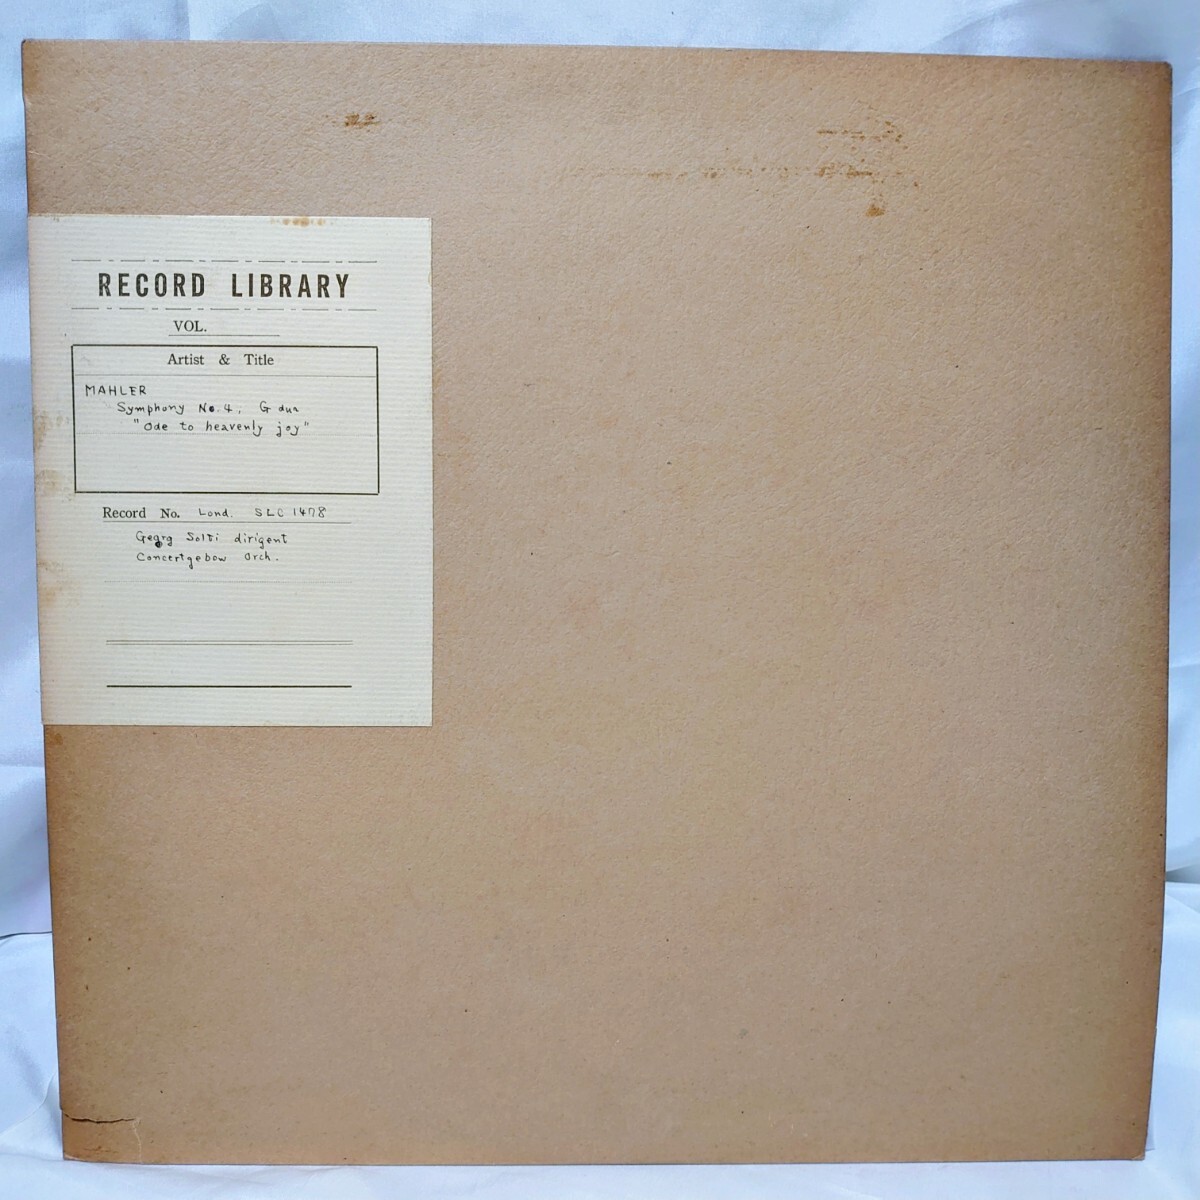 RECORD LIBRARY
VOL.
Artist & Title
MAHLER
Symphony No.4, G dur
"Ode to heavenly joy"
Record No. Lond. SLC 1478
Georg Solti dirigent
Concertgebow Orch.